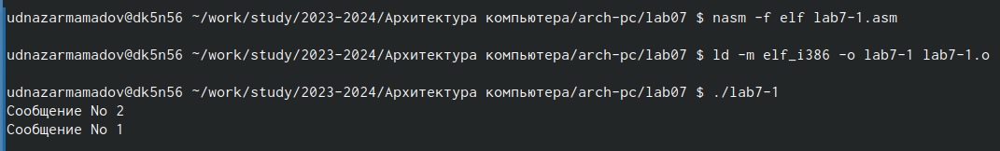 udnazarmamadov@dk5n56 ~/work/study/2023-2024/Архитектура компьютера/arch-pc/lab07 $ nasm -f elf lab7-1.asm
udnazarmamadov@dk5n56 ~/work/study/2023-2024/Архитектура компьютера/arch-pc/lab07 $ ld -m elf_i386 -o lab7-1 lab7-1.o
udnazarmamadov@dk5n56 ~/work/study/2023-2024/Архитектура компьютера/arch-pc/lab07 $ ./lab7-1
Сообщение No 2
Сообщение No 1